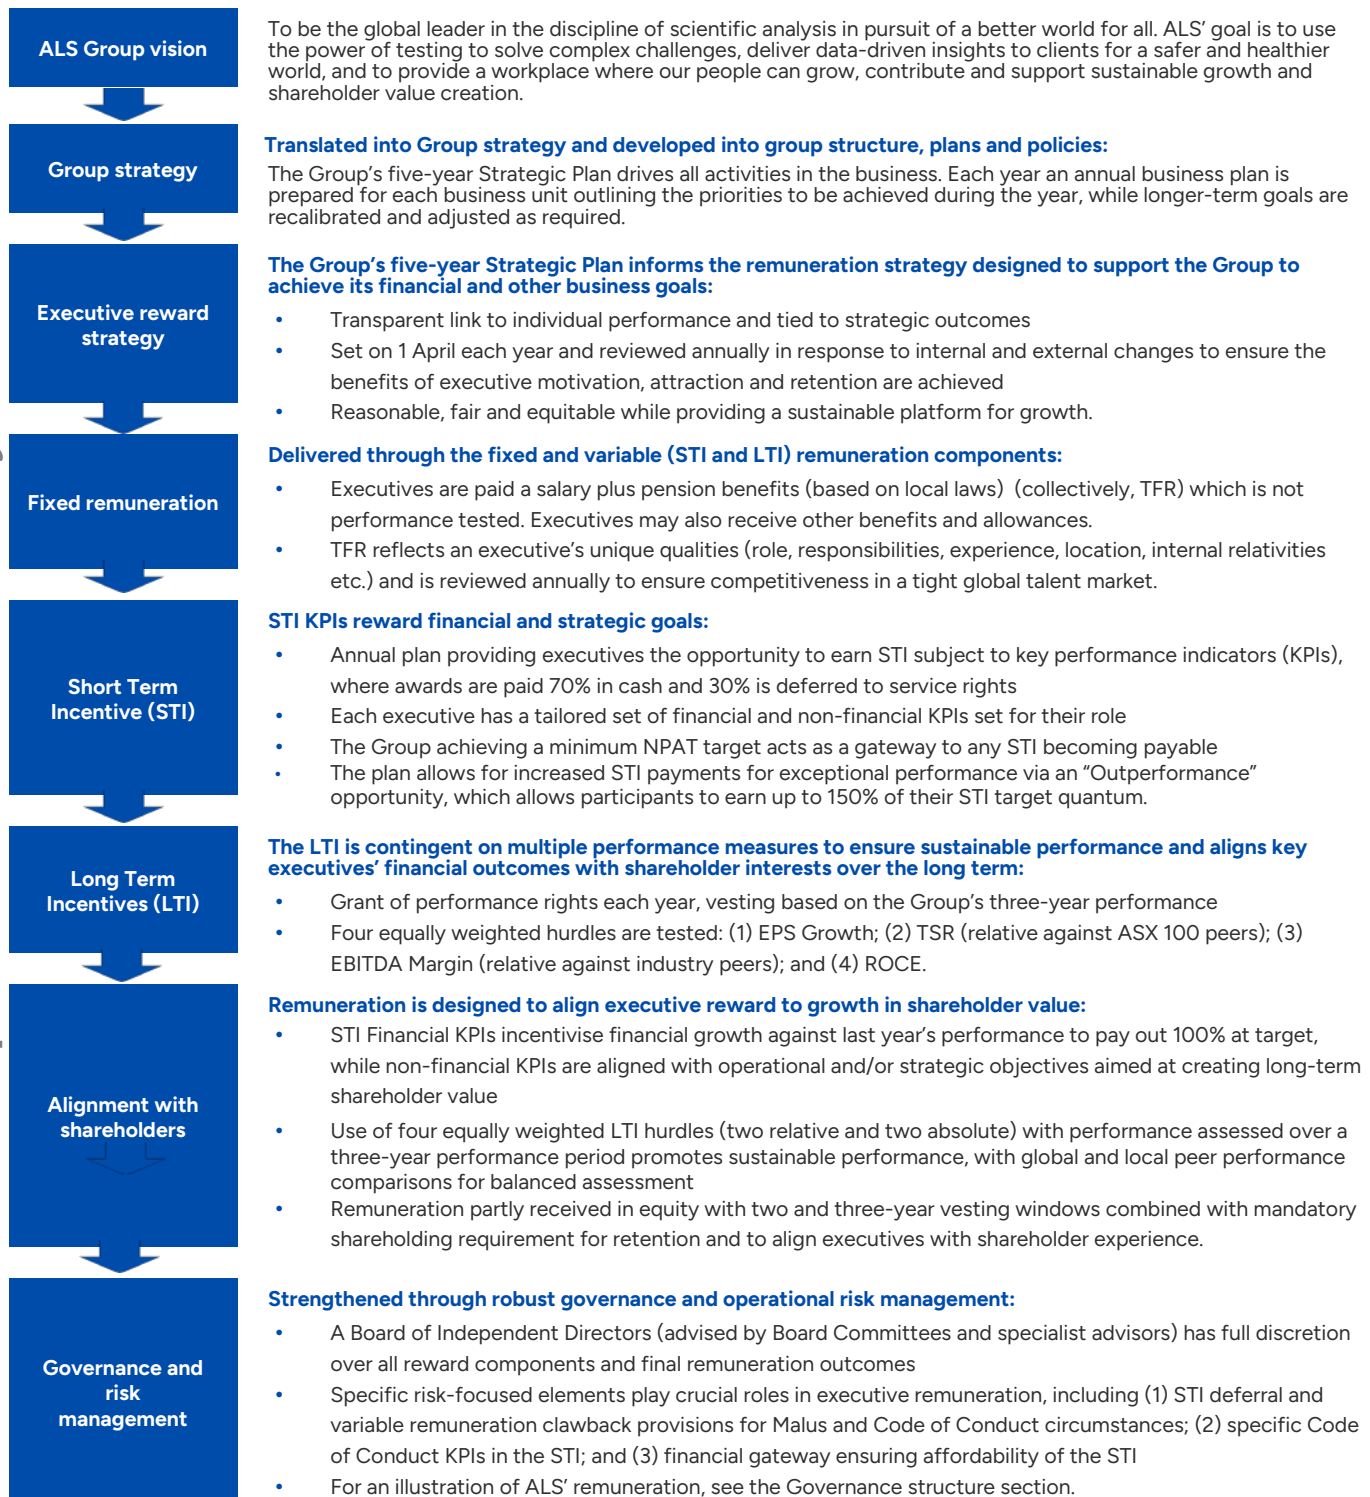 ALS Group vision
To be the global leader in the discipline of scientific analysis in pursuit of a better world for all. ALS’ goal is to use
the power of testing to solve complex challenges, deliver data-driven insights to clients for a safer and healthier
world, and to provide a workplace where our people can grow, contribute and support sustainable growth and
shareholder value creation.
Group strategy
Translated into Group strategy and developed into group structure, plans and policies:
The Group’s five-year Strategic Plan drives all activities in the business. Each year an annual business plan is
prepared for each business unit outlining the priorities to be achieved during the year, while longer-term goals are
recalibrated and adjusted as required.
Executive reward
strategy
The Group’s five-year Strategic Plan informs the remuneration strategy designed to support the Group to
achieve its financial and other business goals:
• Transparent link to individual performance and tied to strategic outcomes
• Set on 1 April each year and reviewed annually in response to internal and external changes to ensure the
benefits of executive motivation, attraction and retention are achieved
• Reasonable, fair and equitable while providing a sustainable platform for growth.
Fixed remuneration
Delivered through the fixed and variable (STI and LTI) remuneration components:
• Executives are paid a salary plus pension benefits (based on local laws) (collectively, TFR) which is not
performance tested. Executives may also receive other benefits and allowances.
• TFR reflects an executive’s unique qualities (role, responsibilities, experience, location, internal relativities
etc.) and is reviewed annually to ensure competitiveness in a tight global talent market.
Short Term
Incentive (STI)
STI KPIs reward financial and strategic goals:
• Annual plan providing executives the opportunity to earn STI subject to key performance indicators (KPIs),
where awards are paid 70% in cash and 30% is deferred to service rights
• Each executive has a tailored set of financial and non-financial KPIs set for their role
• The Group achieving a minimum NPAT target acts as a gateway to any STI becoming payable
• The plan allows for increased STI payments for exceptional performance via an “Outperformance”
opportunity, which allows participants to earn up to 150% of their STI target quantum.
Long Term
Incentives (LTI)
The LTI is contingent on multiple performance measures to ensure sustainable performance and aligns key
executives’ financial outcomes with shareholder interests over the long term:
• Grant of performance rights each year, vesting based on the Group’s three-year performance
• Four equally weighted hurdles are tested: (1) EPS Growth; (2) TSR (relative against ASX 100 peers); (3)
EBITDA Margin (relative against industry peers); and (4) ROCE.
Alignment with
shareholders
Remuneration is designed to align executive reward to growth in shareholder value:
• STI Financial KPIs incentivise financial growth against last year’s performance to pay out 100% at target,
while non-financial KPIs are aligned with operational and/or strategic objectives aimed at creating long-term
shareholder value
• Use of four equally weighted LTI hurdles (two relative and two absolute) with performance assessed over a
three-year performance period promotes sustainable performance, with global and local peer performance
comparisons for balanced assessment
• Remuneration partly received in equity with two and three-year vesting windows combined with mandatory
shareholding requirement for retention and to align executives with shareholder experience.
Governance and
risk
management
Strengthened through robust governance and operational risk management:
• A Board of Independent Directors (advised by Board Committees and specialist advisors) has full discretion
over all reward components and final remuneration outcomes
• Specific risk-focused elements play crucial roles in executive remuneration, including (1) STI deferral and
variable remuneration clawback provisions for Malus and Code of Conduct circumstances; (2) specific Code
of Conduct KPIs in the STI; and (3) financial gateway ensuring affordability of the STI
• For an illustration of ALS’ remuneration, see the Governance structure section.